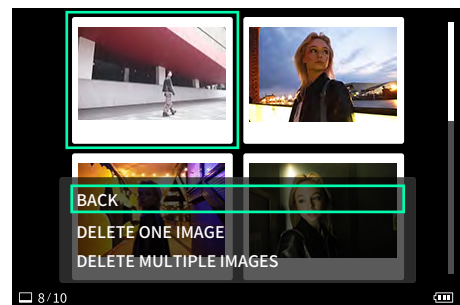 BACK
DELETE ONE IMAGE
DELETE MULTIPLE IMAGES
8/10